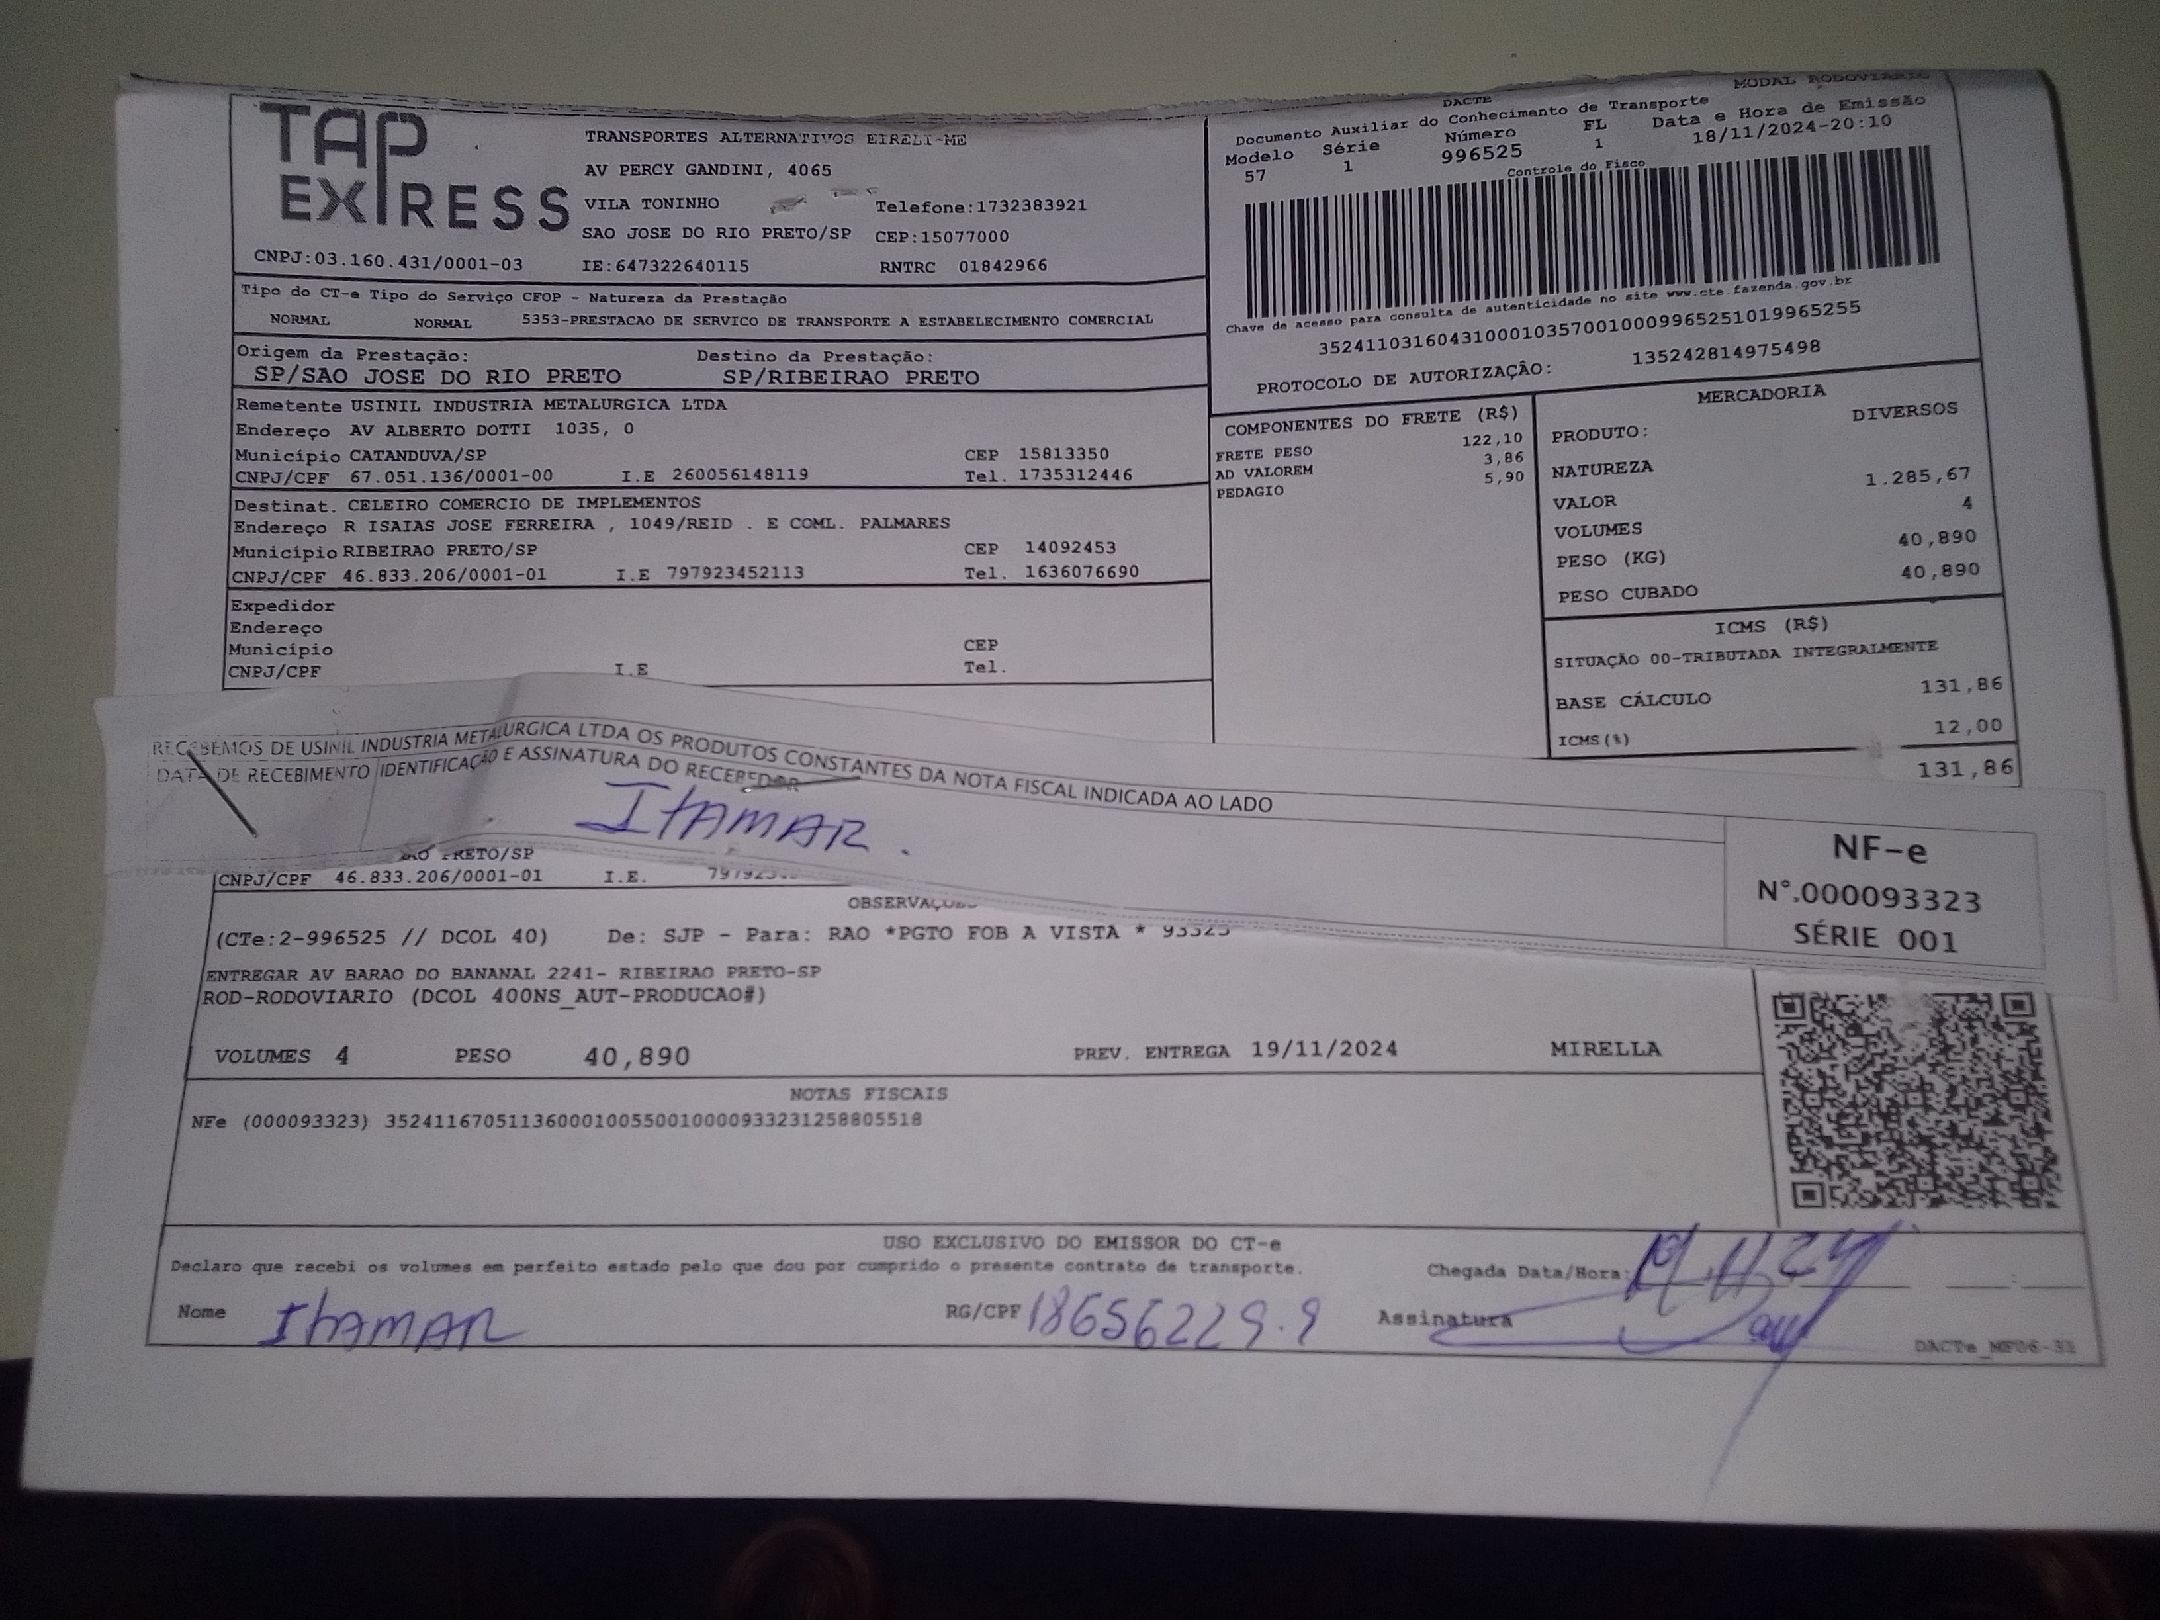 MODAL RODOVIÁRIO
TAP
EXPRESS
TRANSPORTES ALTERNATIVOS EIRELI-ME
AV PERCY GANDINI, 4065
VILA TONINHO Telefone:1732383921
SAO JOSE DO RIO PRETO/SP CEP:15077000
CNPJ:03.160.431/0001-03 IE:647322640115 RNTRC 01842966
DACTE
Documento Auxiliar do Conhecimento de Transporte
Modelo Série Número FL Data e Hora de Emissão
57 1 996525 1 18/11/2024-20:10
Controle do Fisco
Chave de acesso para consulta de autenticidade no site www.cte.fazenda.gov.br
35241103160431000103570010009965251019965255
PROTOCOLO DE AUTORIZAÇÃO: 135242814975498
Tipo do CT-e Tipo do Serviço CFOP - Natureza da Prestação
NORMAL NORMAL 5353-PRESTACAO DE SERVICO DE TRANSPORTE A ESTABELECIMENTO COMERCIAL
Origem da Prestação: Destino da Prestação:
SP/SAO JOSE DO RIO PRETO SP/RIBEIRAO PRETO
Remetente USINIL INDUSTRIA METALURGICA LTDA
Endereço AV ALBERTO DOTTI 1035, 0
Município CATANDUVA/SP CEP 15813350
CNPJ/CPF 67.051.136/0001-00 I.E 260056148119 Tel. 1735312446
Destinat. CELEIRO COMERCIO DE IMPLEMENTOS
Endereço R ISAIAS JOSE FERREIRA , 1049/REID . E COML. PALMARES
Município RIBEIRAO PRETO/SP CEP 14092453
CNPJ/CPF 46.833.206/0001-01 I.E 797923452113 Tel. 1636076690
Expedidor
Endereço
Município CEP
CNPJ/CPF I.E Tel.
COMPONENTES DO FRETE (R$)
FRETE PESO 122,10
AD VALOREM 3,86
PEDAGIO 5,90
MERCADORIA
PRODUTO: DIVERSOS
NATUREZA
VALOR 1.285,67
VOLUMES 4
PESO (KG) 40,890
PESO CUBADO 40,890
ICMS (R$)
SITUAÇÃO 00-TRIBUTADA INTEGRALMENTE
BASE CÁLCULO 131,86
ICMS(%) 12,00
131,86
RECEBEMOS DE USINIL INDUSTRIA METALURGICA LTDA OS PRODUTOS CONSTANTES DA NOTA FISCAL INDICADA AO LADO
DATA DE RECEBIMENTO IDENTIFICAÇÃO E ASSINATURA DO RECEBEDOR
ItAMAR.
NF-e
N°.000093323
SÉRIE 001
PRETO/SP
CNPJ/CPF 46.833.206/0001-01 I.E.
OBSERVAÇÕES
(CTe:2-996525 // DCOL 40) De: SJP - Para: RAO *PGTO FOB A VISTA * 93323
ENTREGAR AV BARAO DO BANANAL 2241- RIBEIRAO PRETO-SP
ROD-RODOVIARIO (DCOL 400NS_AUT-PRODUCAO#)
VOLUMES 4 PESO 40,890 PREV. ENTREGA 19/11/2024 MIRELLA
NOTAS FISCAIS
NFe (000093323) 35241167051136000100550010000933231258805518
USO EXCLUSIVO DO EMISSOR DO CT-e
Declaro que recebi os volumes em perfeito estado pelo que dou por cumprido o presente contrato de transporte.
Chegada Data/Hora: 19.11.24
Nome ItAMAR RG/CPF 18656229.9 Assinatura
DACTe_MF06-31